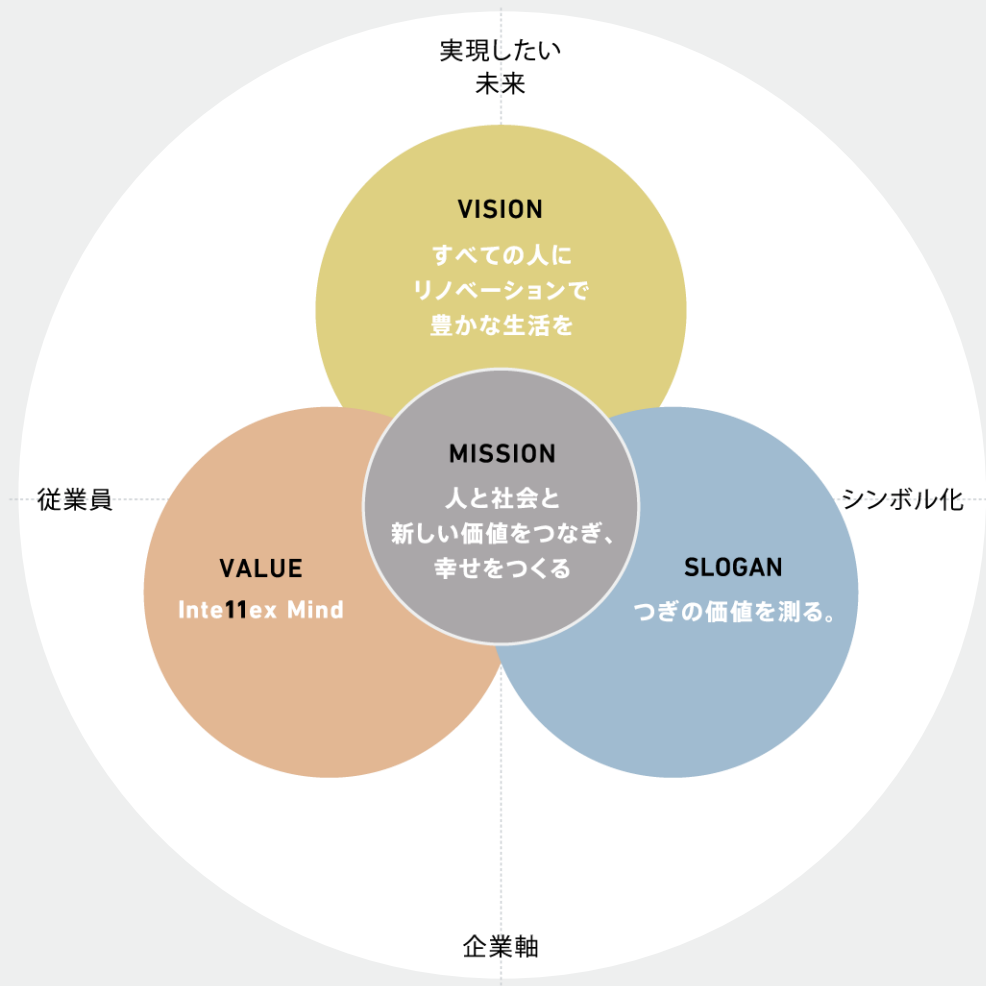 実現したい
未来
VISION
すべての人に
リノベーションで
豊かな生活を
MISSION
人と社会と
新しい価値をつなぎ、
幸せをつくる
従業員
シンボル化
VALUE
Inte11ex Mind
SLOGAN
つぎの価値を測る。
企業軸